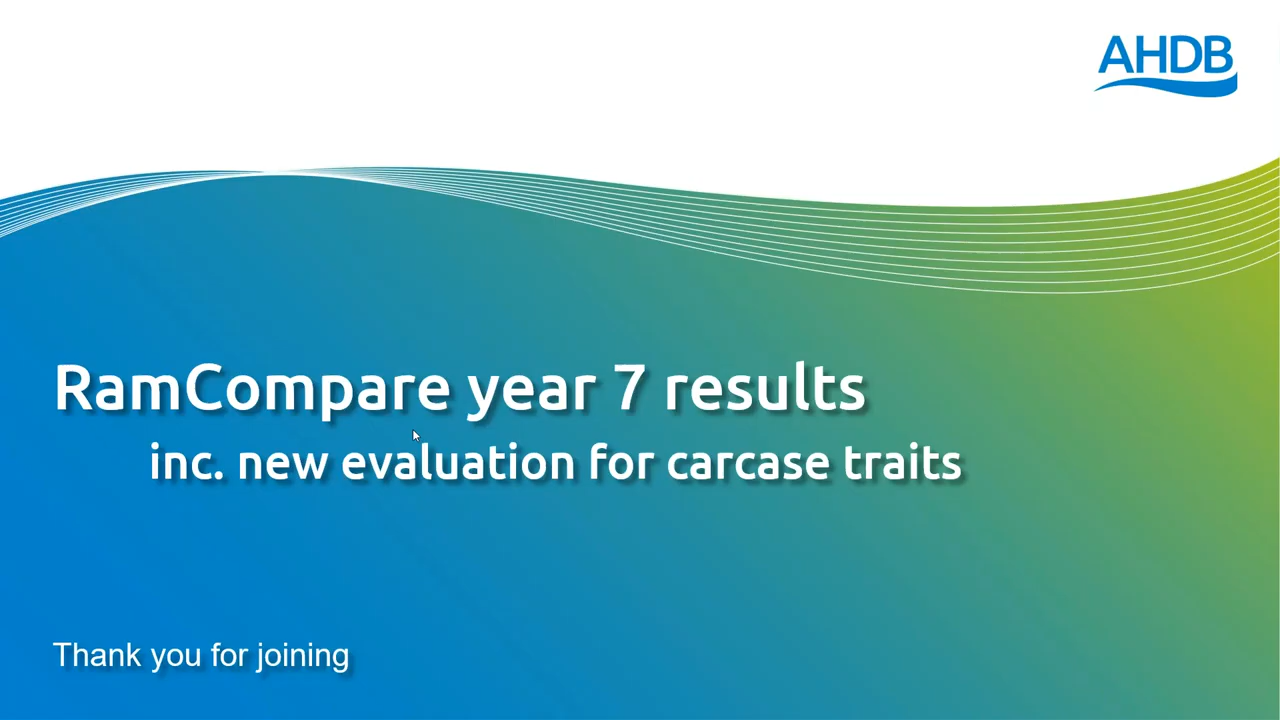 AHDB
RamCompare year 7 results
inc. new evaluation for carcase traits
Thank you for joining